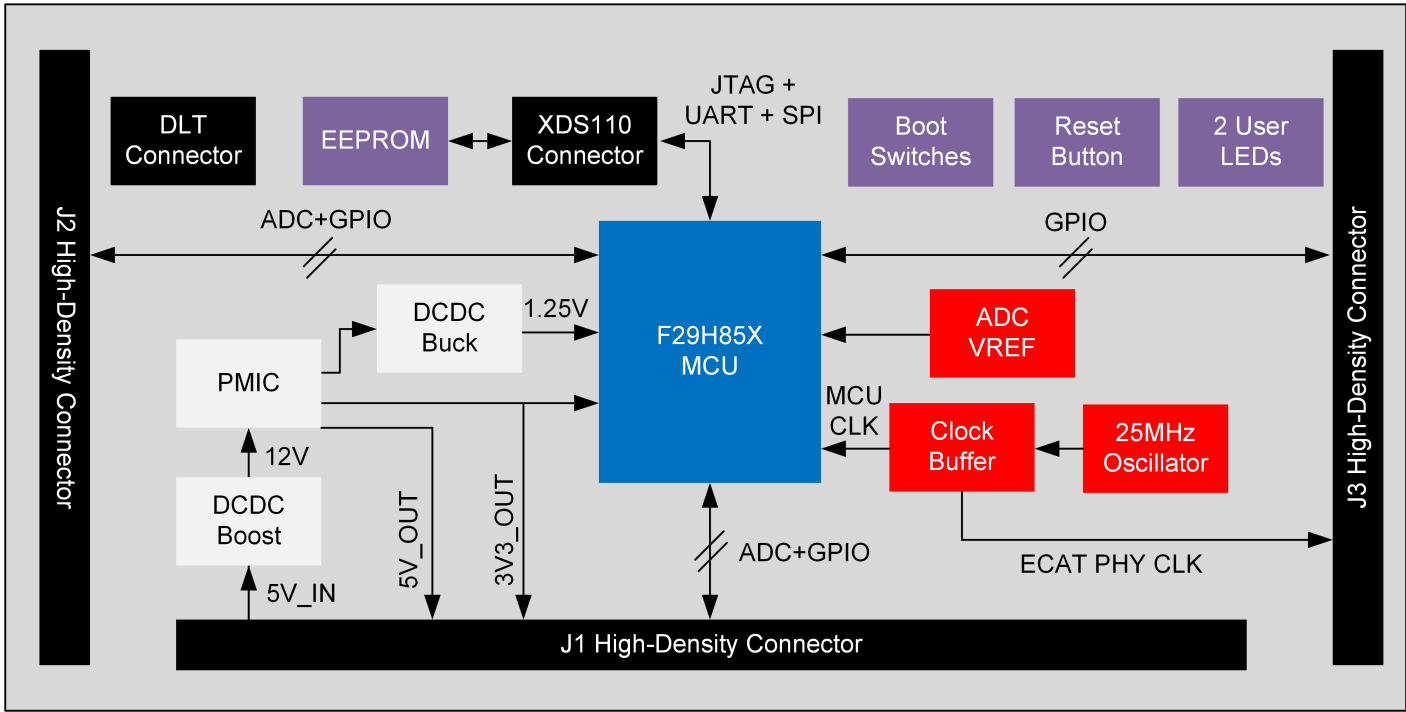 JTAG +
UART + SPI
DLT
Connector
EEPROM
XDS110
Connector
Boot
Switches
Reset
Button
2 User
LEDs
J2 High-Density Connector
ADC+GPIO
GPIO
J3 High-Density Connector
DCDC
Buck
1.25V
F29H85X
MCU
ADC
VREF
PMIC
MCU
CLK
Clock
Buffer
25MHz
Oscillator
12V
DCDC
Boost
5V_OUT
3V3_OUT
ADC+GPIO
ECAT PHY CLK
5V_IN
J1 High-Density Connector